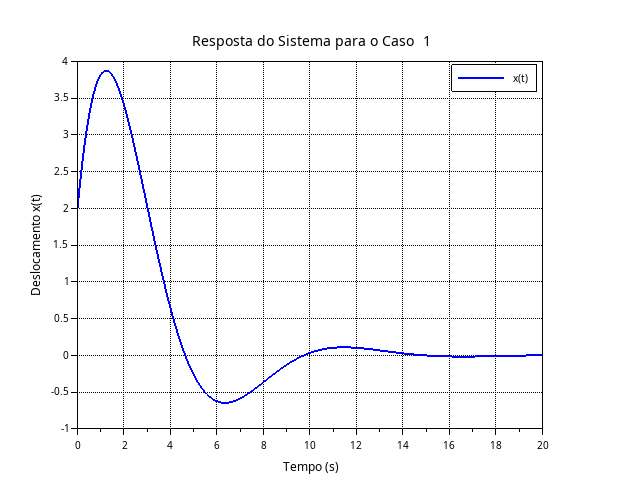 Resposta do Sistema para o Caso  1
x(t)
4
3.5
3
2.5
2
1.5
1
0.5
0
-0.5
-1
Deslocamento x(t)
0 2 4 6 8 10 12 14 16 18 20
Tempo (s)